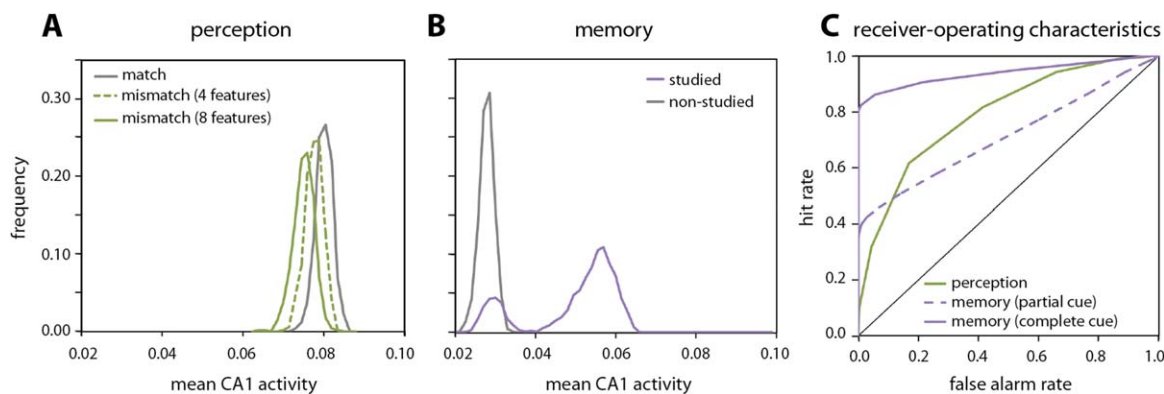 A perception
match
mismatch (4 features)
mismatch (8 features)
frequency
0.30
0.20
0.10
0.00
0.02 0.04 0.06 0.08 0.10
mean CA1 activity
B memory
studied
non-studied
0.02 0.04 0.06 0.08 0.10
mean CA1 activity
C receiver-operating characteristics
hit rate
1.0
0.8
0.6
0.4
0.2
0.0
perception
memory (partial cue)
memory (complete cue)
0.0 0.2 0.4 0.6 0.8 1.0
false alarm rate